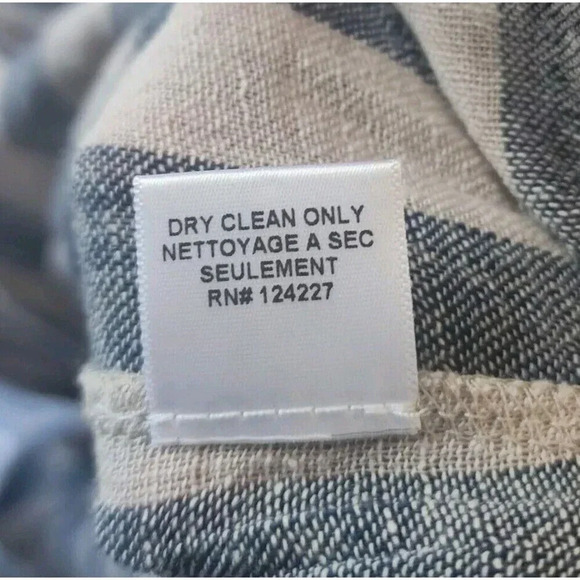 DRY CLEAN ONLY
NETTOYAGE A SEC
SEULEMENT
RN# 124227